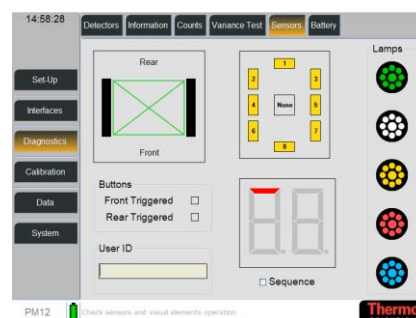 14:58:28
Detectors Information Counts Variance Test Sensors Battery
Lamps
Set-Up
Interfaces
Diagnostics
Calibration
Data
System
Rear
Front
1
2 3
4 None 5
6 7
8
Buttons
Front Triggered
Rear Triggered
User ID
Sequence
PM12 Check sensors and visual elements operation Thermo